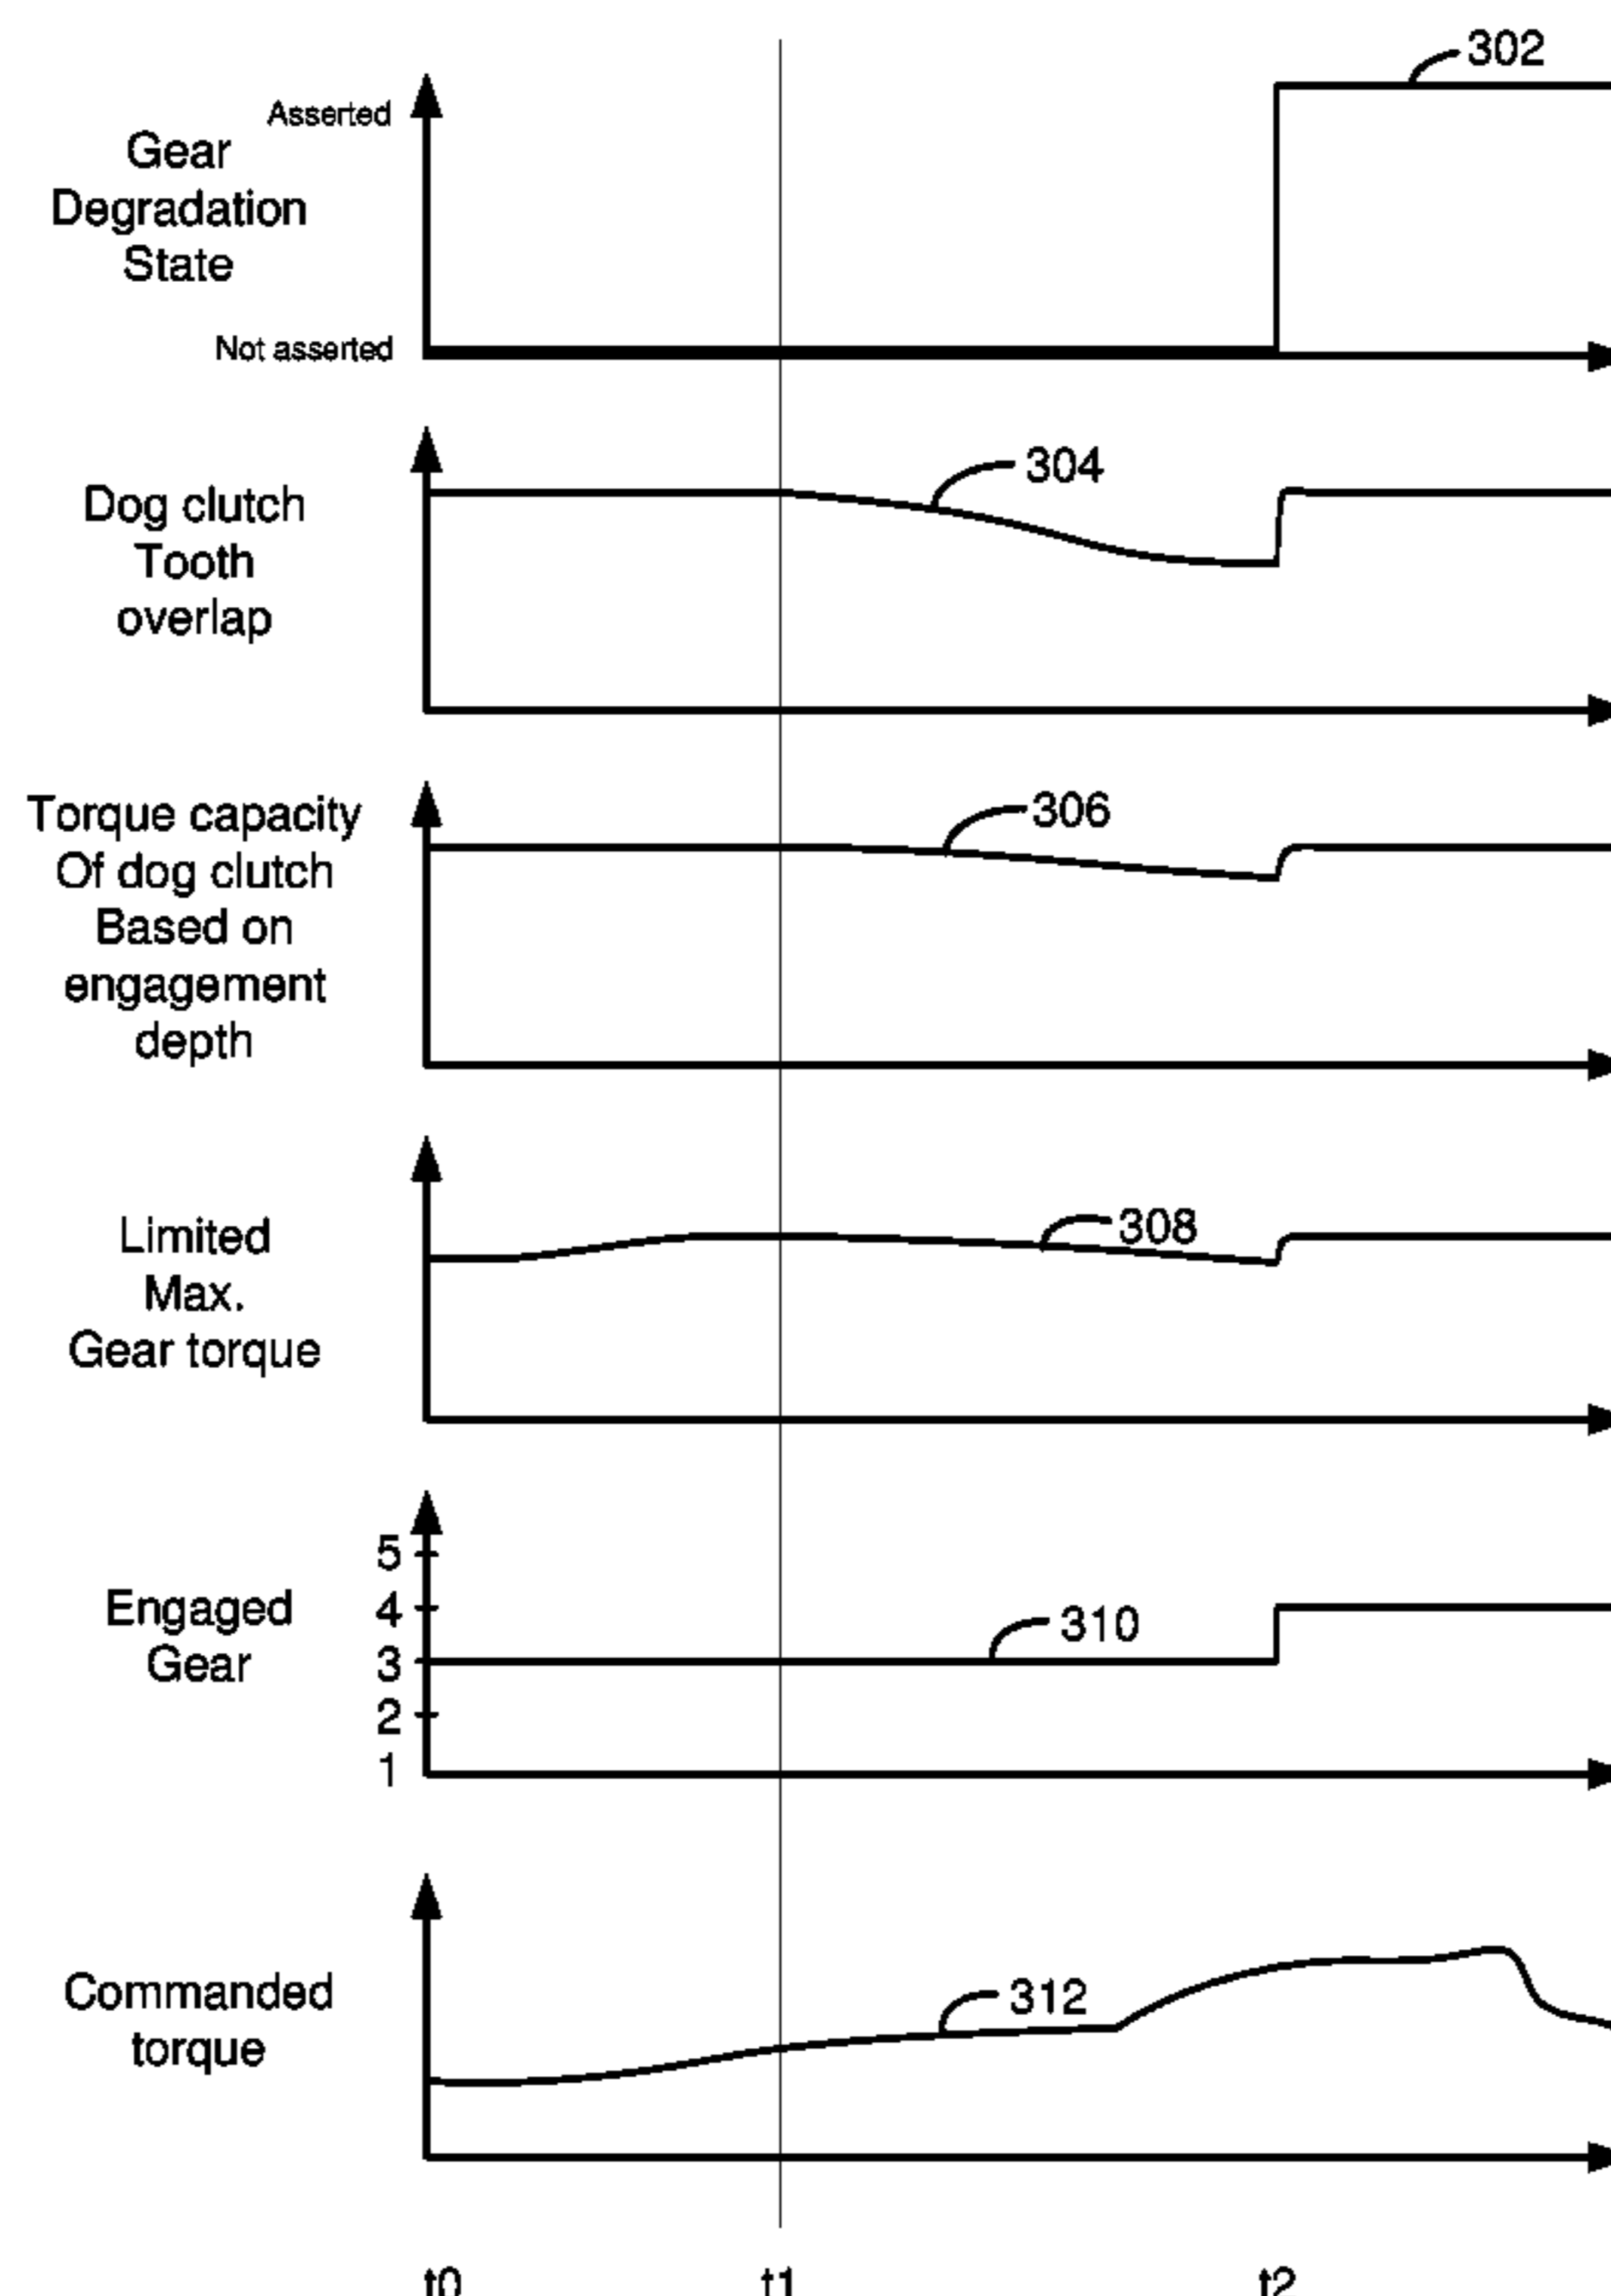 302
Asserted
Gear
Degradation
State
Not asserted
304
Dog clutch
Tooth
overlap
306
Torque capacity
Of dog clutch
Based on
engagement
depth
308
Limited
Max.
Gear torque
5
4
3
2
1
Engaged
Gear
310
Commanded
torque
312
t0 t1 t2